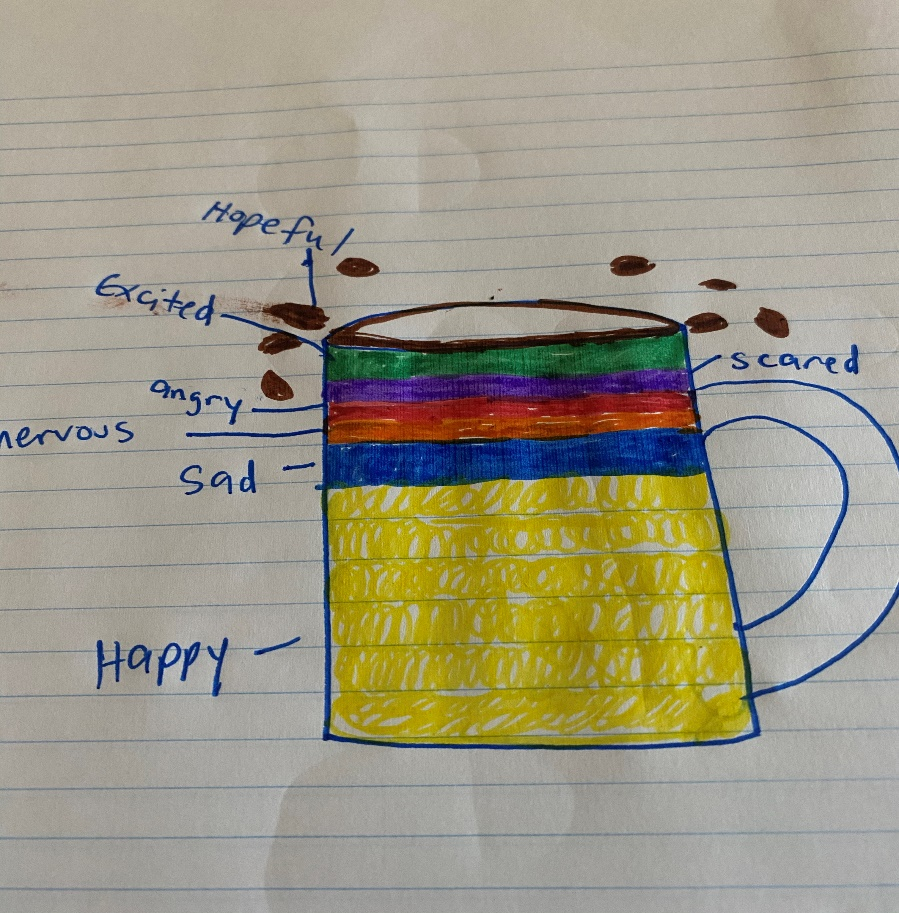 Hopeful
Excited
scared
angry
nervous
Sad
Happy